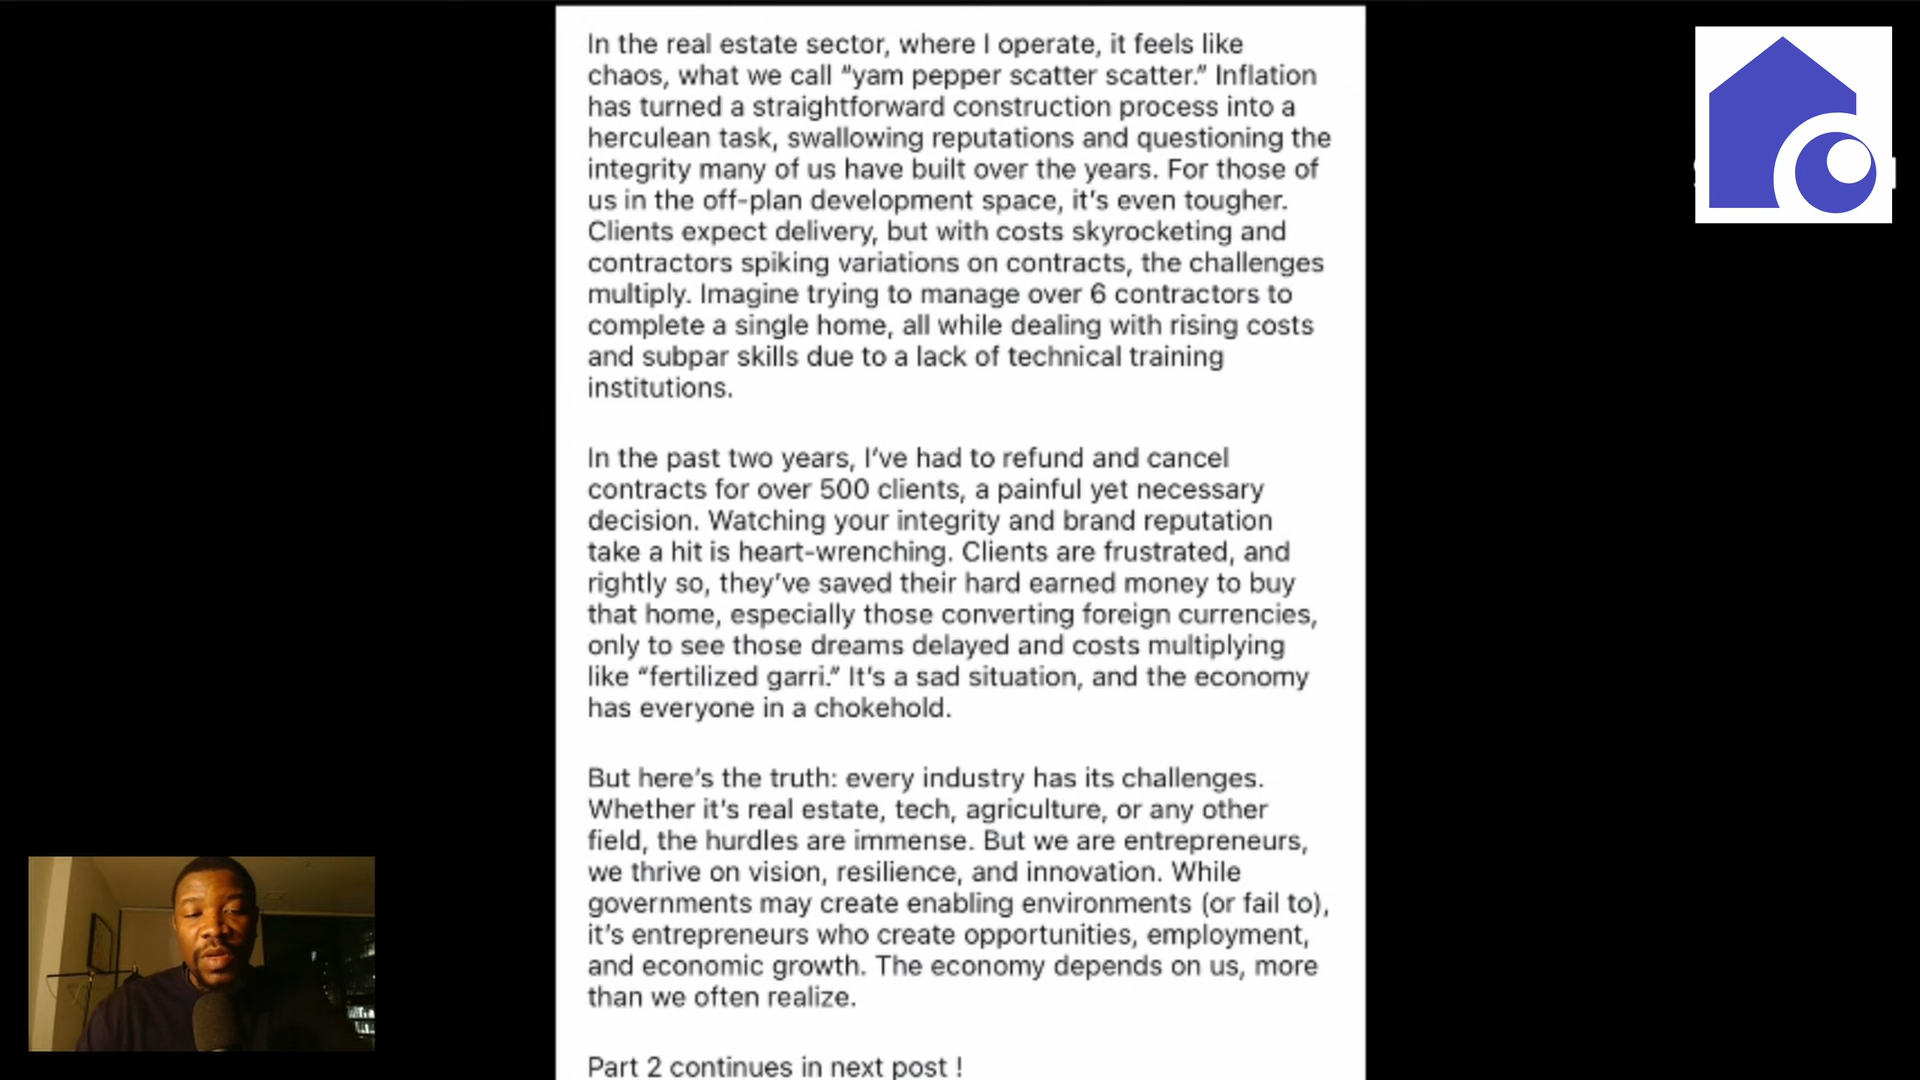 In the real estate sector, where I operate, it feels like
chaos, what we call “yam pepper scatter scatter.” Inflation
has turned a straightforward construction process into a
herculean task, swallowing reputations and questioning the
integrity many of us have built over the years. For those of
us in the off-plan development space, it’s even tougher.
Clients expect delivery, but with costs skyrocketing and
contractors spiking variations on contracts, the challenges
multiply. Imagine trying to manage over 6 contractors to
complete a single home, all while dealing with rising costs
and subpar skills due to a lack of technical training
institutions.
In the past two years, I’ve had to refund and cancel
contracts for over 500 clients, a painful yet necessary
decision. Watching your integrity and brand reputation
take a hit is heart-wrenching. Clients are frustrated, and
rightly so, they’ve saved their hard earned money to buy
that home, especially those converting foreign currencies,
only to see those dreams delayed and costs multiplying
like “fertilized garri.” It’s a sad situation, and the economy
has everyone in a chokehold.
But here’s the truth: every industry has its challenges.
Whether it’s real estate, tech, agriculture, or any other
field, the hurdles are immense. But we are entrepreneurs,
we thrive on vision, resilience, and innovation. While
governments may create enabling environments (or fail to),
it’s entrepreneurs who create opportunities, employment,
and economic growth. The economy depends on us, more
than we often realize.
Part 2 continues in next post !